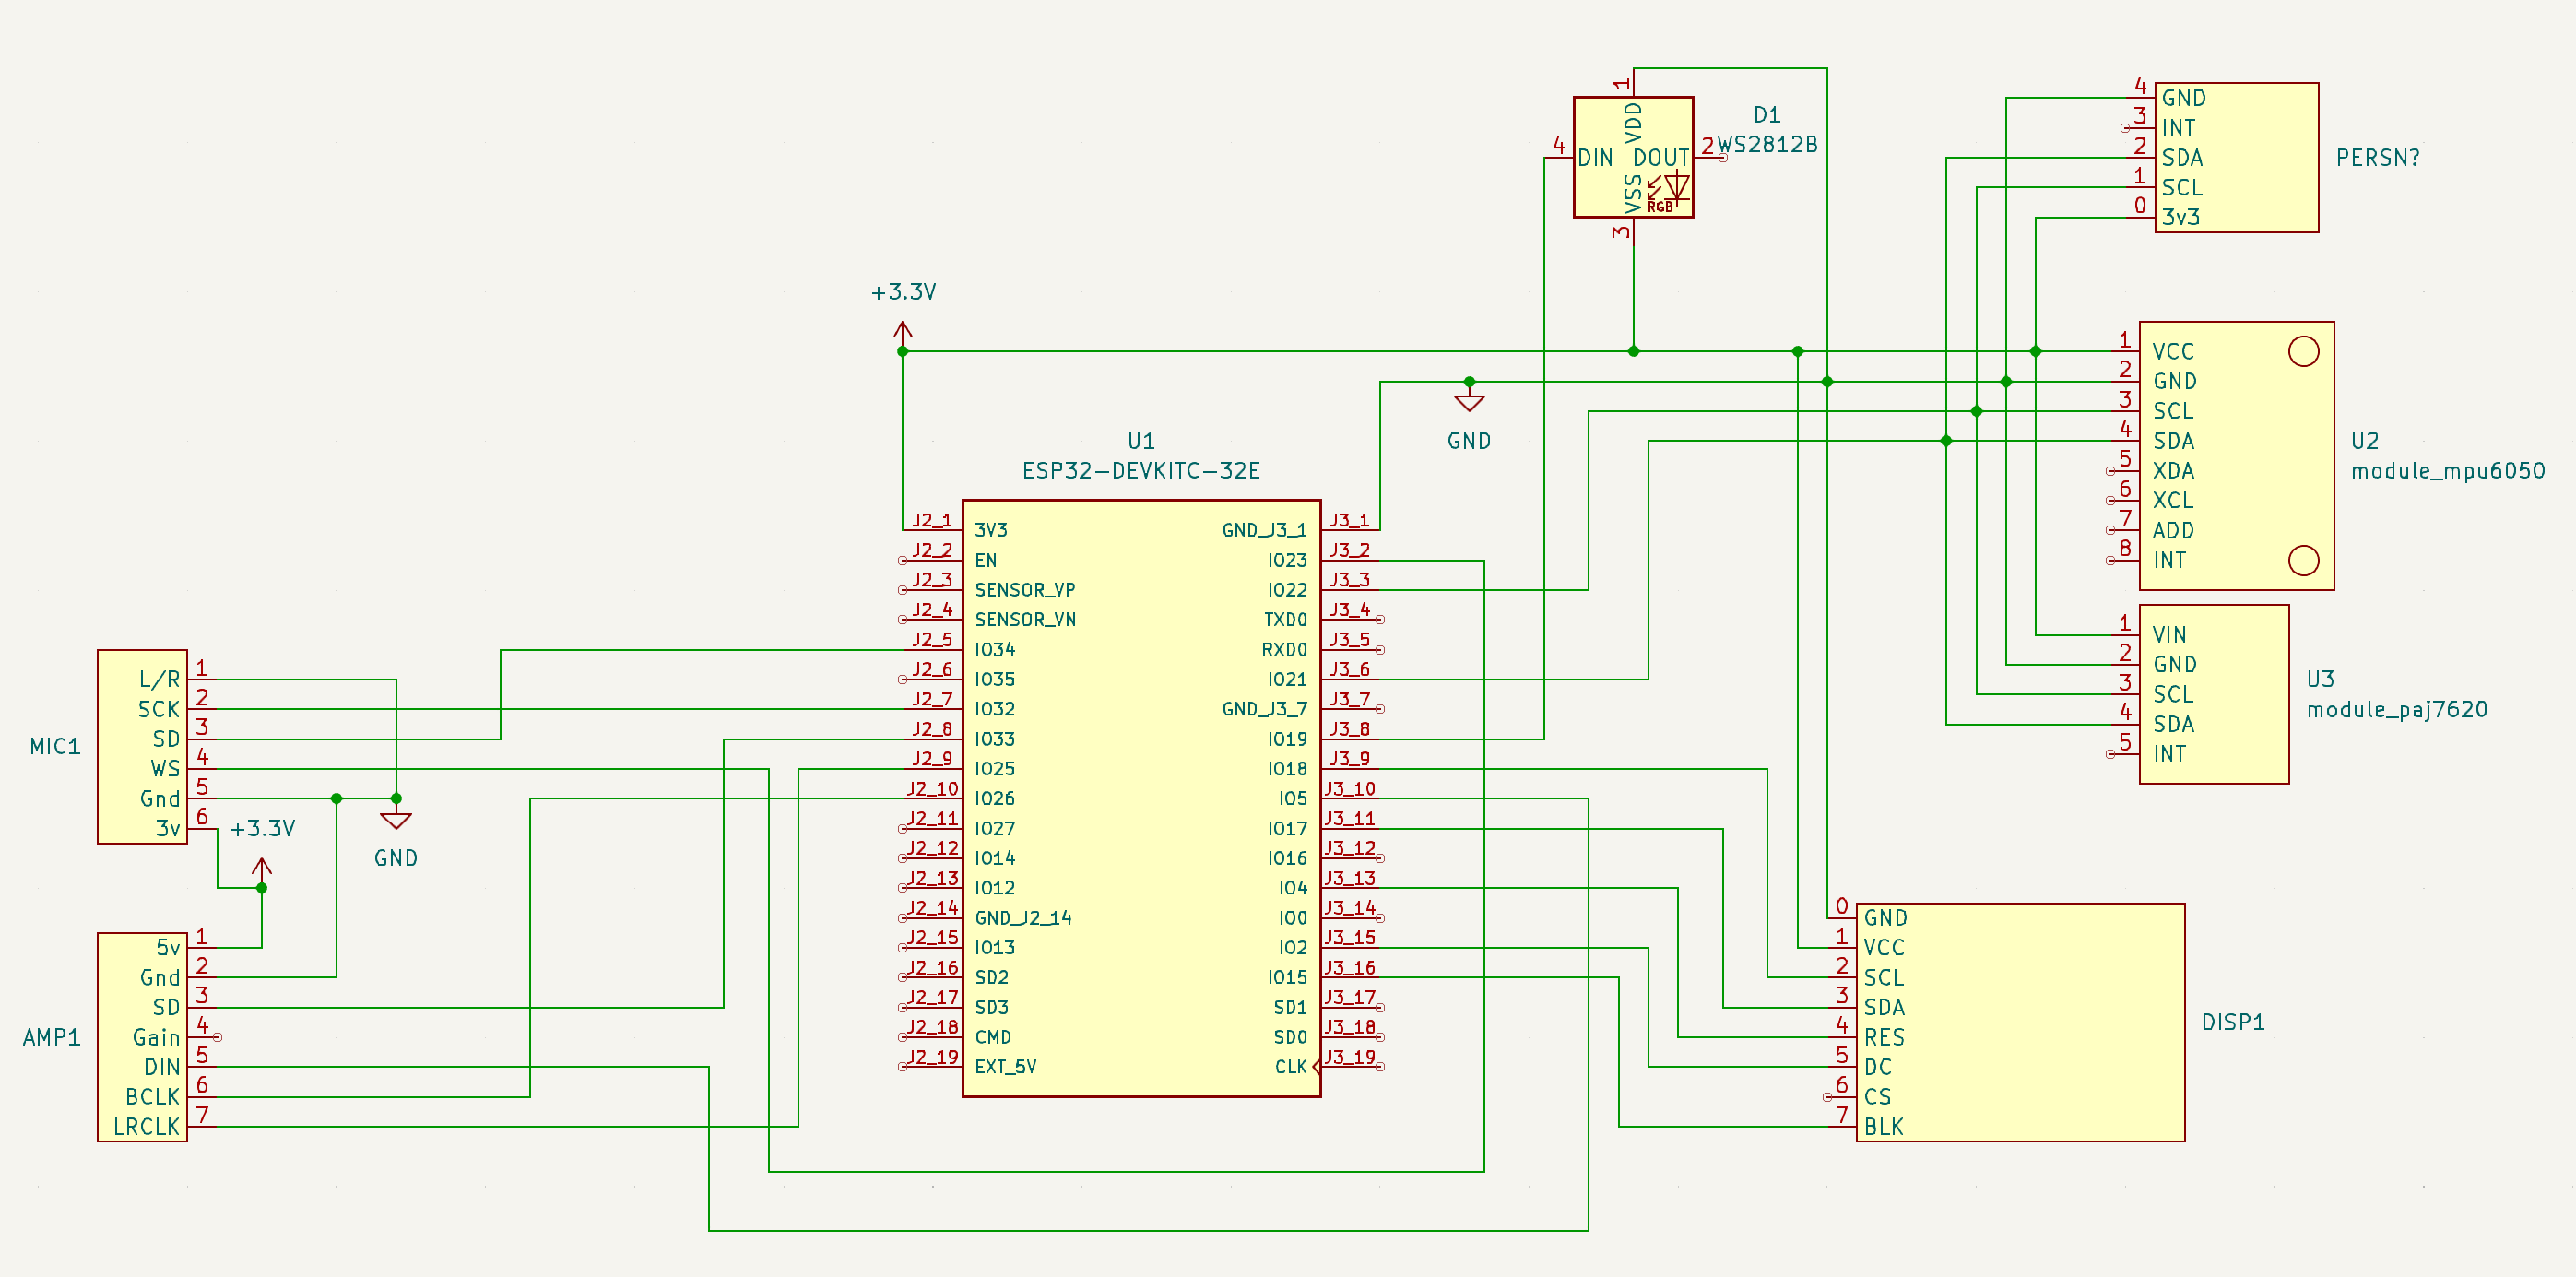 +3.3V
GND
D1
WS2812B
1
VDD
4
DIN
DOUT
2
VSS
RGB
3
PERSN?
4 GND
3 INT
2 SDA
1 SCL
0 3v3
U2
module_mpu6050
1 VCC
2 GND
3 SCL
4 SDA
5 XDA
6 XCL
7 ADD
8 INT
U3
module_paj7620
1 VIN
2 GND
3 SCL
4 SDA
5 INT
U1
ESP32-DEVKITC-32E
J2_1 3V3
J2_2 EN
J2_3 SENSOR_VP
J2_4 SENSOR_VN
J2_5 IO34
J2_6 IO35
J2_7 IO32
J2_8 IO33
J2_9 IO25
J2_10 IO26
J2_11 IO27
J2_12 IO14
J2_13 IO12
J2_14 GND_J2_14
J2_15 IO13
J2_16 SD2
J2_17 SD3
J2_18 CMD
J2_19 EXT_5V
GND_J3_1 J3_1
IO23 J3_2
IO22 J3_3
TXD0 J3_4
RXD0 J3_5
IO21 J3_6
GND_J3_7 J3_7
IO19 J3_8
IO18 J3_9
IO5 J3_10
IO17 J3_11
IO16 J3_12
IO4 J3_13
IO0 J3_14
IO2 J3_15
IO15 J3_16
SD1 J3_17
SD0 J3_18
CLK J3_19
MIC1
L/R 1
SCK 2
SD 3
WS 4
Gnd 5
3v 6
+3.3V
GND
AMP1
5v 1
Gnd 2
SD 3
Gain 4
DIN 5
BCLK 6
LRCLK 7
DISP1
0 GND
1 VCC
2 SCL
3 SDA
4 RES
5 DC
6 CS
7 BLK